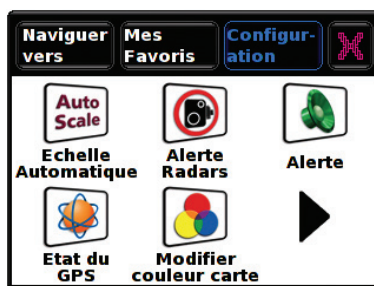 Naviguer
vers
Mes
Favoris
Configur-
ation
Auto
Scale
Echelle
Automatique
Alerte
Radars
Alerte
Etat du
GPS
Modifier
couleur carte